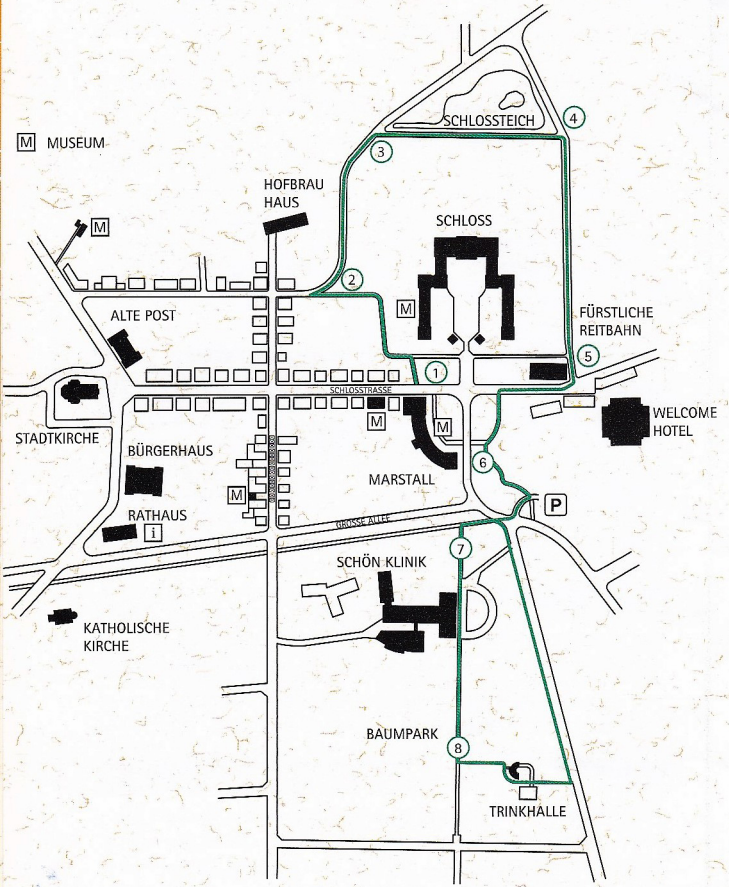 4
SCHLOSSTEICH
M MUSEUM
3
HOFBRAU
HAUS
M
SCHLOSS
2
M
ALTE POST
FÜRSTLICHE
REITBAHN
1
5
SCHLOSSTRASSE
M
M
WELCOME
HOTEL
STADTKIRCHE
BÜRGERHAUS
MARSTALL
6
M
RATHAUS
i
P
GROSSE ALLEE
7
SCHÖN KLINIK
KATHOLISCHE
KIRCHE
BAUMPARK
8
TRINKHALLE